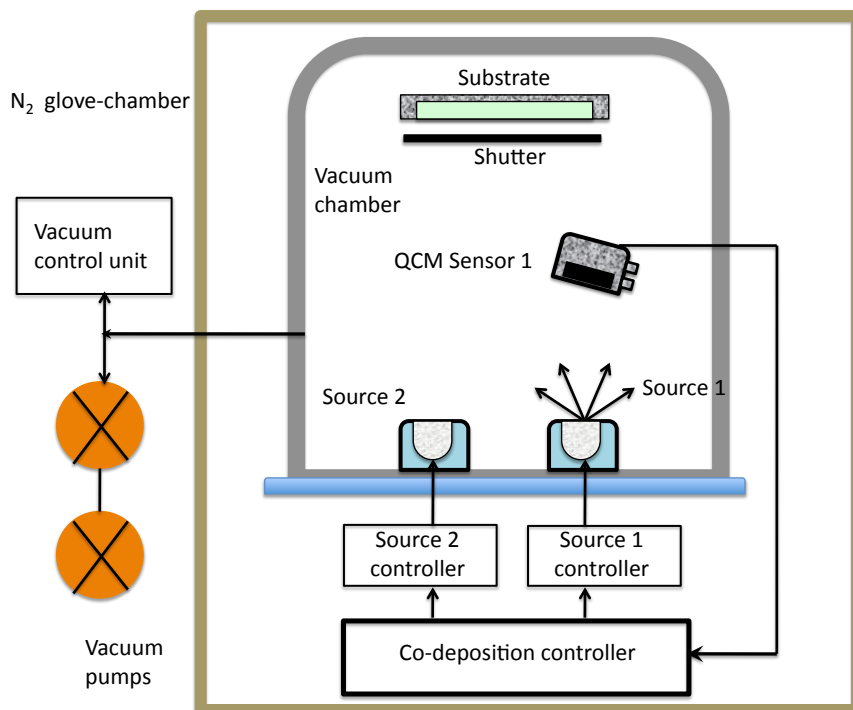 Substrate
N₂ glove-chamber
Shutter
Vacuum
chamber
Vacuum
control unit
QCM Sensor 1
Source 2
Source 1
Source 2
controller
Source 1
controller
Vacuum
pumps
Co-deposition controller